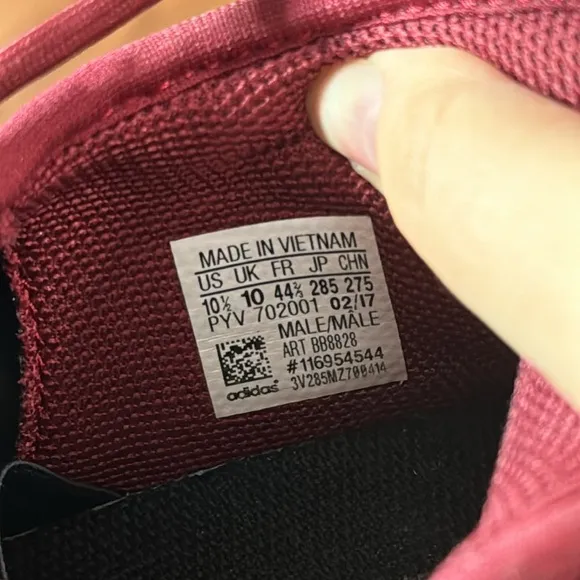 MADE IN VIETNAM
US UK FR JP CHN
10½ 10 44⅔ 285 275
PYV 702001 02/17
MALE/MÂLE
ART BB8828
#116954544
3V285MZ700414
adidas